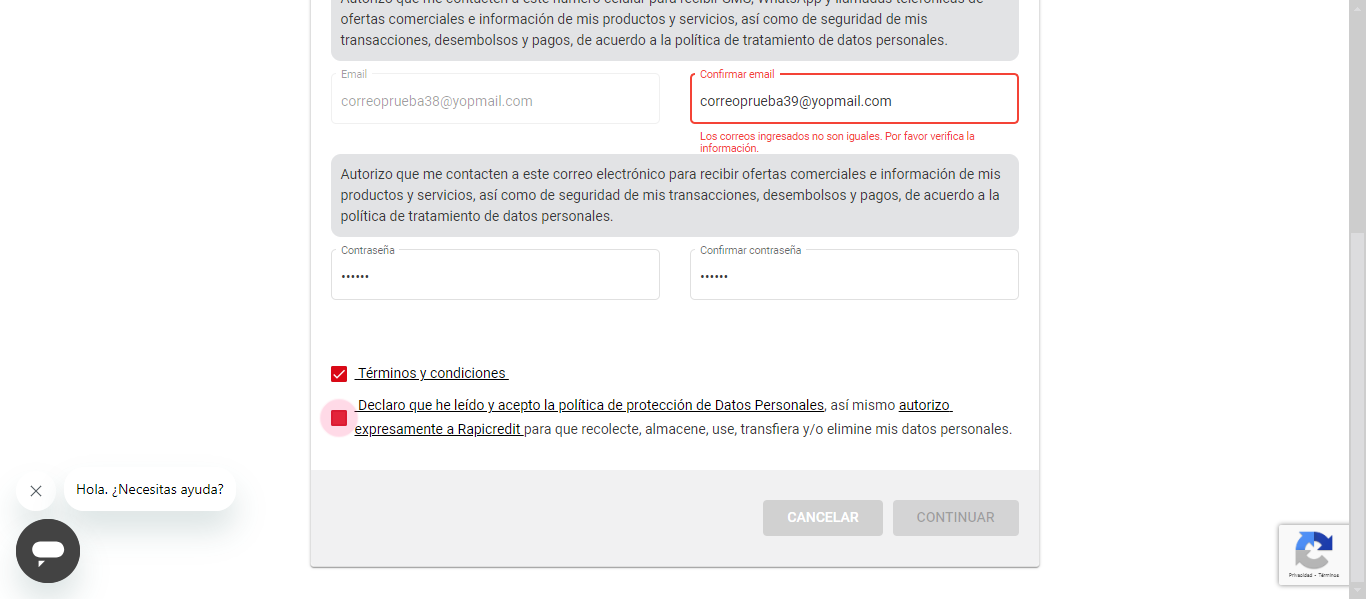 Autorizo que me contacten a este número celular para recibir SMS, WhatsApp y llamadas telefónicas de
ofertas comerciales e información de mis productos y servicios, así como de seguridad de mis
transacciones, desembolsos y pagos, de acuerdo a la política de tratamiento de datos personales.
Email
Confirmar email
correoprueba38@yopmail.com
correoprueba39@yopmail.com
Los correos ingresados no son iguales. Por favor verifica la
información.
Autorizo que me contacten a este correo electrónico para recibir ofertas comerciales e información de mis
productos y servicios, así como de seguridad de mis transacciones, desembolsos y pagos, de acuerdo a la
política de tratamiento de datos personales.
Contraseña
Confirmar contraseña
••••••
••••••
Términos y condiciones
Declaro que he leído y acepto la política de protección de Datos Personales, así mismo autorizo
expresamente a Rapicredit para que recolecte, almacene, use, transfiera y/o elimine mis datos personales.
Hola. ¿Necesitas ayuda?
CANCELAR
CONTINUAR
Privacidad - Términos